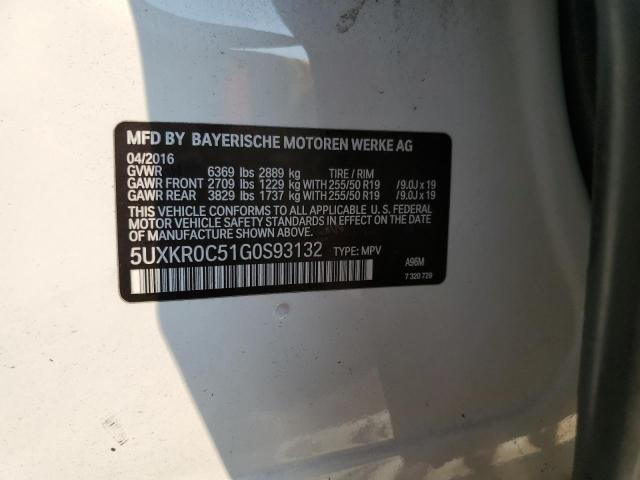 MFD BY BAYERISCHE MOTOREN WERKE AG
04/2016
GVWR 6369 lbs 2889 kg TIRE / RIM
GAWR FRONT 2709 lbs 1229 kg WITH 255/50 R19 /9.0J x 19
GAWR REAR 3829 lbs 1737 kg WITH 255/50 R19 /9.0J x 19
THIS VEHICLE CONFORMS TO ALL APPLICABLE U.S. FEDERAL
MOTOR VEHICLE SAFETY STANDARDS IN EFFECT ON THE
DATE OF MANUFACTURE SHOWN ABOVE.
5UXKR0C51G0S93132 TYPE: MPV
A96M
7 320 729